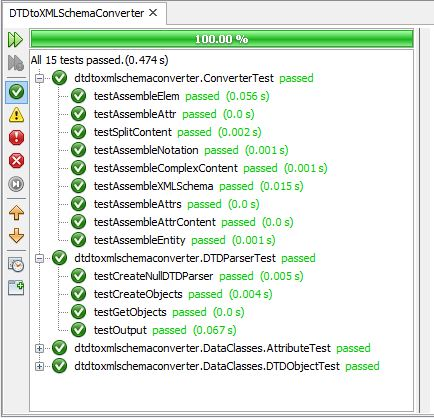 DTDtoXMLSchemaConverter
100.00 %
All 15 tests passed.(0.474 s)
dtdtoxmlschemaconverter.ConverterTest passed
testAssembleElem passed (0.056 s)
testAssembleAttr passed (0.0 s)
testSplitContent passed (0.002 s)
testAssembleNotation passed (0.001 s)
testAssembleComplexContent passed (0.001 s)
testAssembleXMLSchema passed (0.015 s)
testAssembleAttrs passed (0.0 s)
testAssembleAttrContent passed (0.0 s)
testAssembleEntity passed (0.001 s)
dtdtoxmlschemaconverter.DTDParserTest passed
testCreateNullDTDParser passed (0.005 s)
testCreateObjects passed (0.004 s)
testGetObjects passed (0.0 s)
testOutput passed (0.067 s)
dtdtoxmlschemaconverter.DataClasses.AttributeTest passed
dtdtoxmlschemaconverter.DataClasses.DTDObjectTest passed